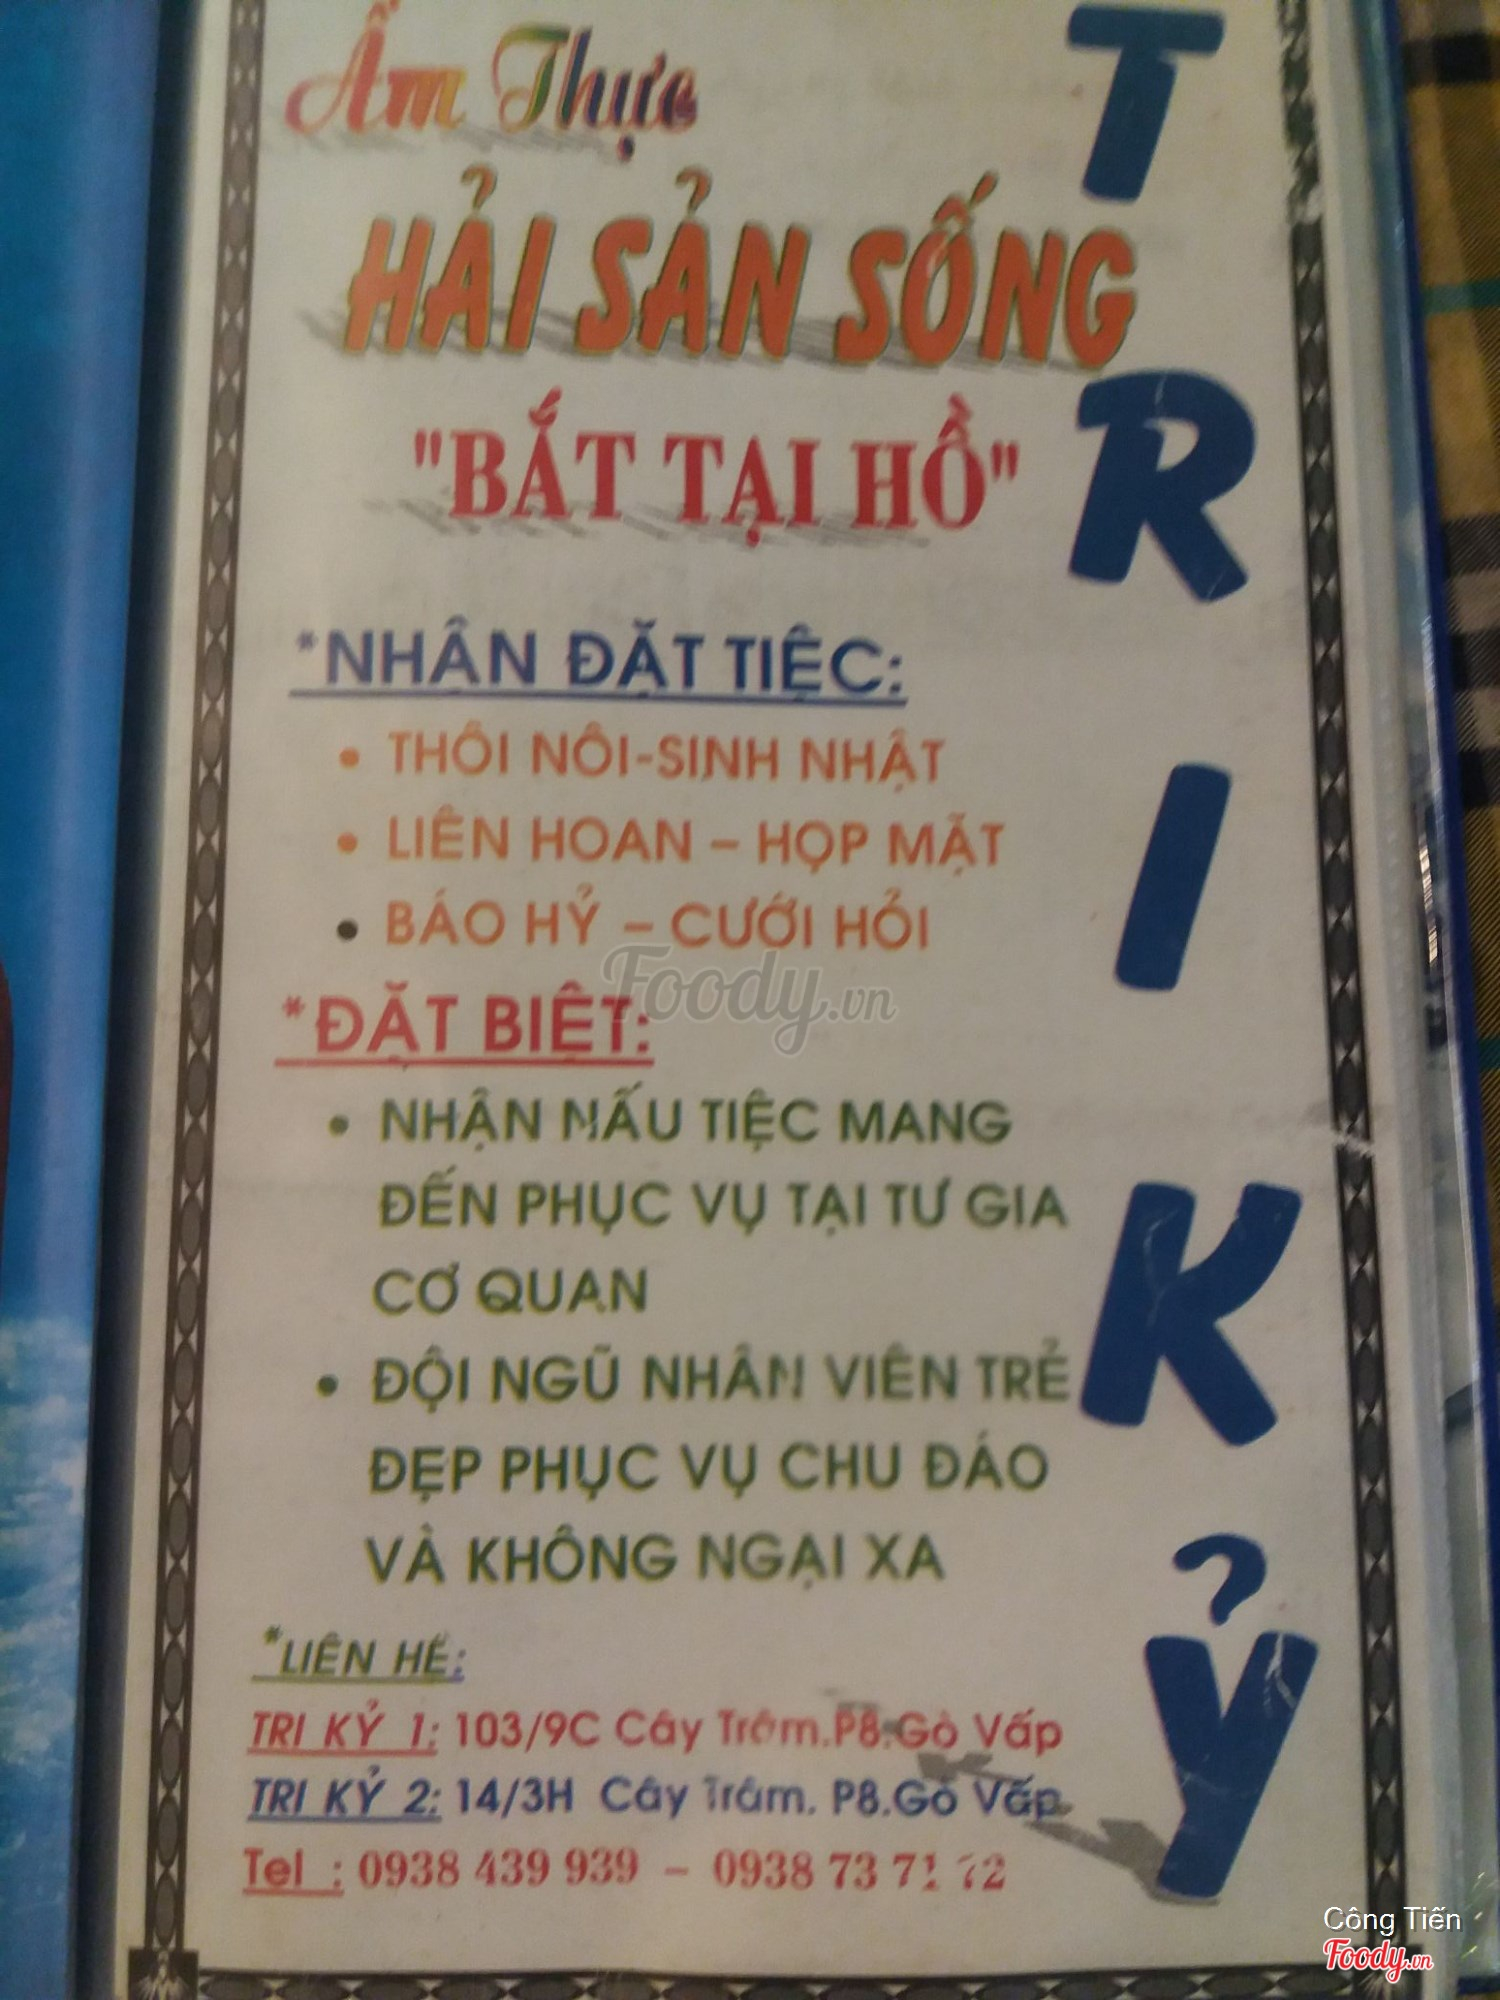 Ẩm Thực
HẢI SẢN SỐNG
"BẮT TẠI HỒ"
TRI KỶ
*NHẬN ĐẶT TIỆC:
• THÔI NÔI-SINH NHẬT
• LIÊN HOAN – HỌP MẶT
• BÁO HỶ – CƯỚI HỎI
*ĐẶT BIỆT:
• NHẬN NẤU TIỆC MANG
ĐẾN PHỤC VỤ TẠI TƯ GIA
CƠ QUAN
• ĐỘI NGŨ NHÂN VIÊN TRẺ
ĐẸP PHỤC VỤ CHU ĐÁO
VÀ KHÔNG NGẠI XA
*LIÊN HỆ:
TRI KỶ 1: 103/9C Cây Trâm.P8.Gò Vấp
TRI KỶ 2: 14/3H Cây Trâm. P8.Gò Vấp
Tel : 0938 439 939 – 0938 73 71 72
Foody.vn
Công Tiến
Foody.vn